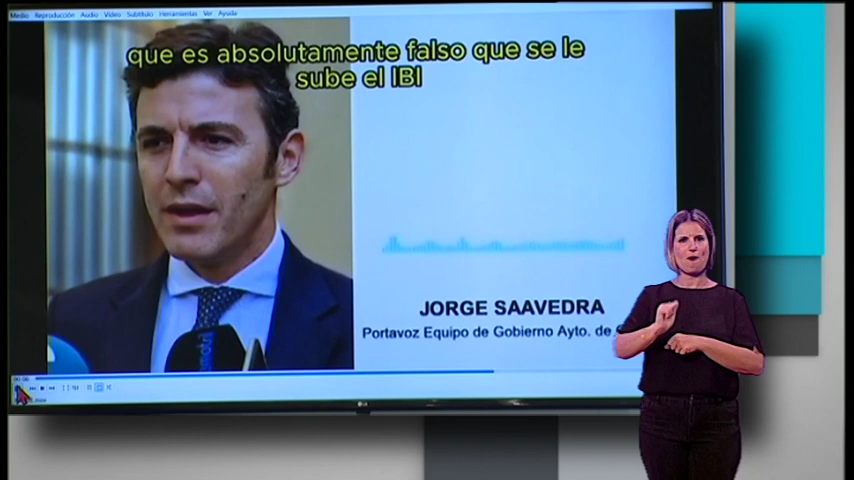 Medio Reproducción Audio Vídeo Subtítulo Herramientas Ver Ayuda
que es absolutamente falso que se le
sube el IBI
JORGE SAAVEDRA
Portavoz Equipo de Gobierno Ayto. de
LG